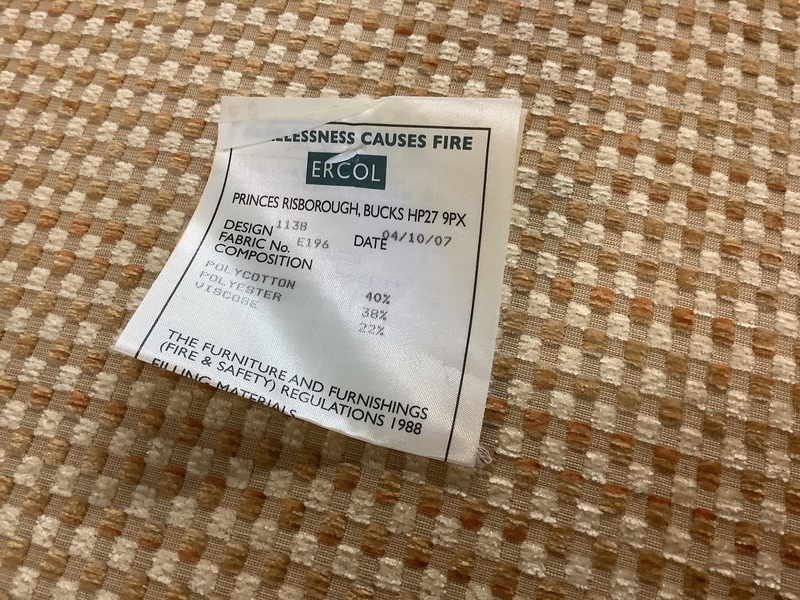 ELESSNESS CAUSES FIRE
ERCOL
PRINCES RISBOROUGH, BUCKS HP27 9PX
DESIGN 1138
FABRIC No. E196 DATE 04/10/07
COMPOSITION
POLYCOTTON 40%
POLYESTER 38%
VISCOSE 22%
THE FURNITURE AND FURNISHINGS
(FIRE & SAFETY) REGULATIONS 1988
FILLING MATERIALS